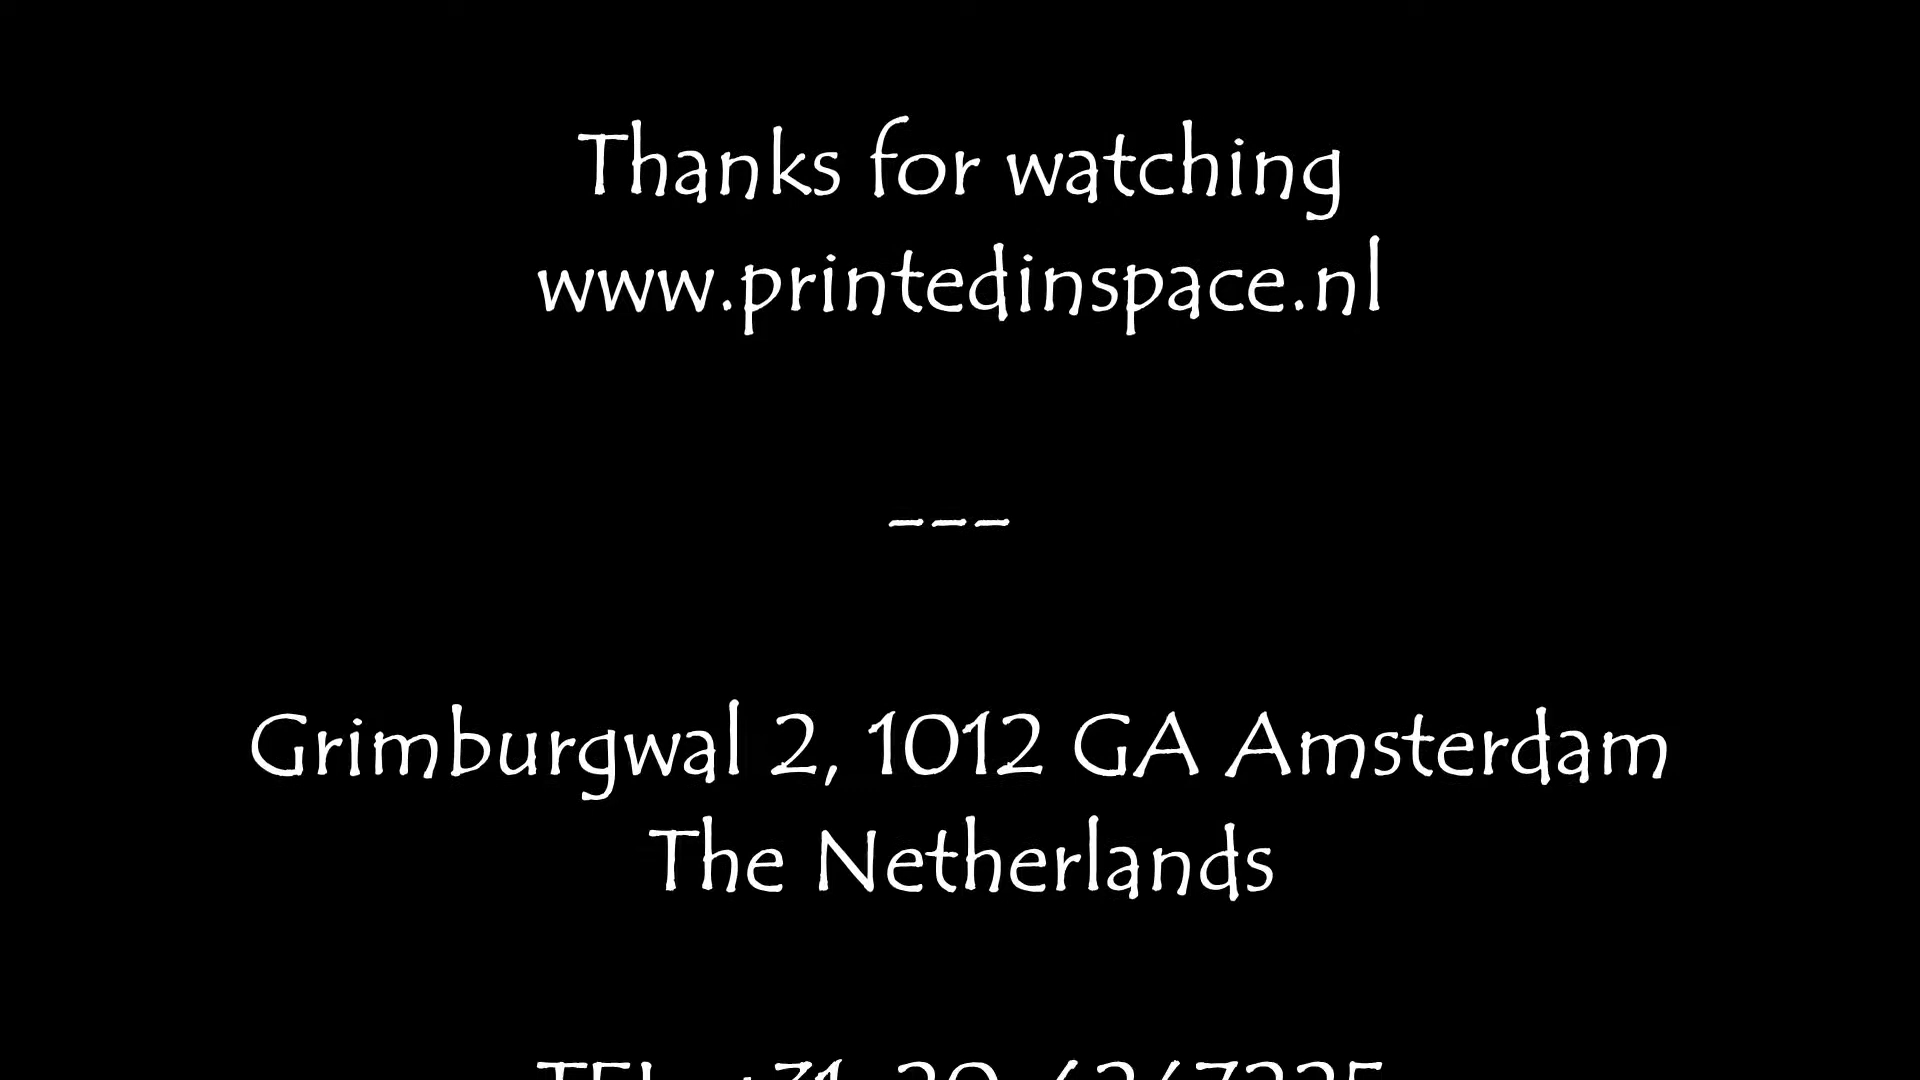 Thanks for watching
www.printedinspace.nl
---
Grimburgwal 2, 1012 GA Amsterdam
The Netherlands